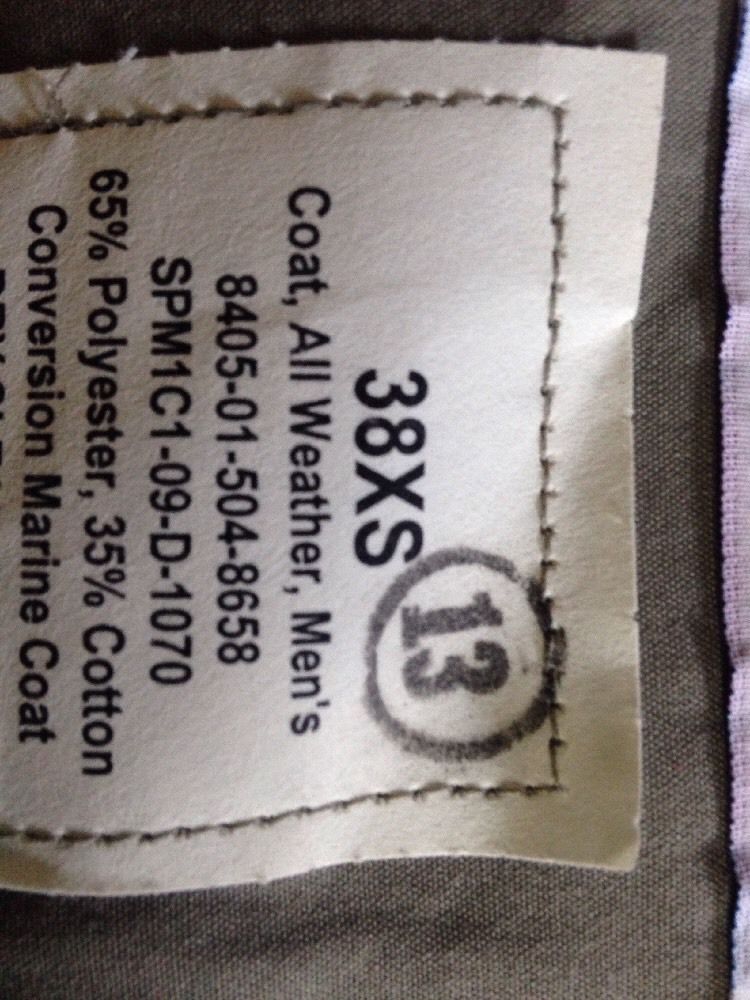 38XS
13
Coat, All Weather, Men's
8405-01-504-8658
SPM1C1-09-D-1070
65% Polyester, 35% Cotton
Conversion Marine Coat